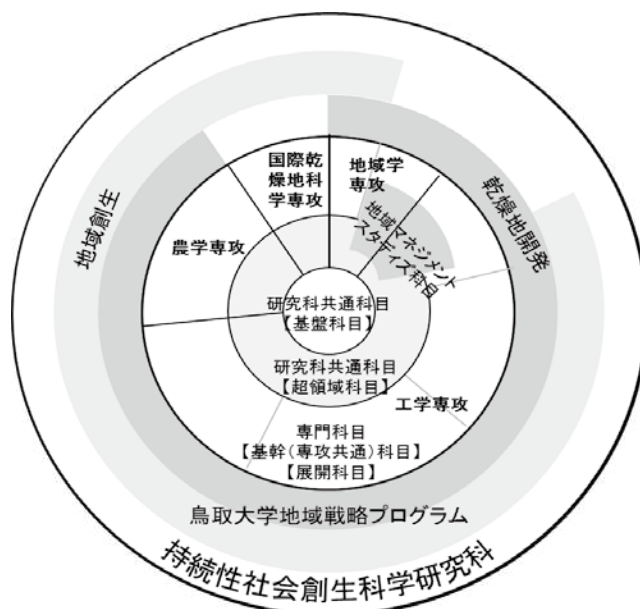 国際乾
燥地科
学専攻
地域学
専攻
地域創生
乾燥地開発
農学専攻
地域マネジメント
スタディズ科目
研究科共通科目
【基盤科目】
研究科共通科目
【超領域科目】
工学専攻
専門科目
【基幹(専攻共通)科目】
【展開科目】
鳥取大学地域戦略プログラム
持続性社会創生科学研究科